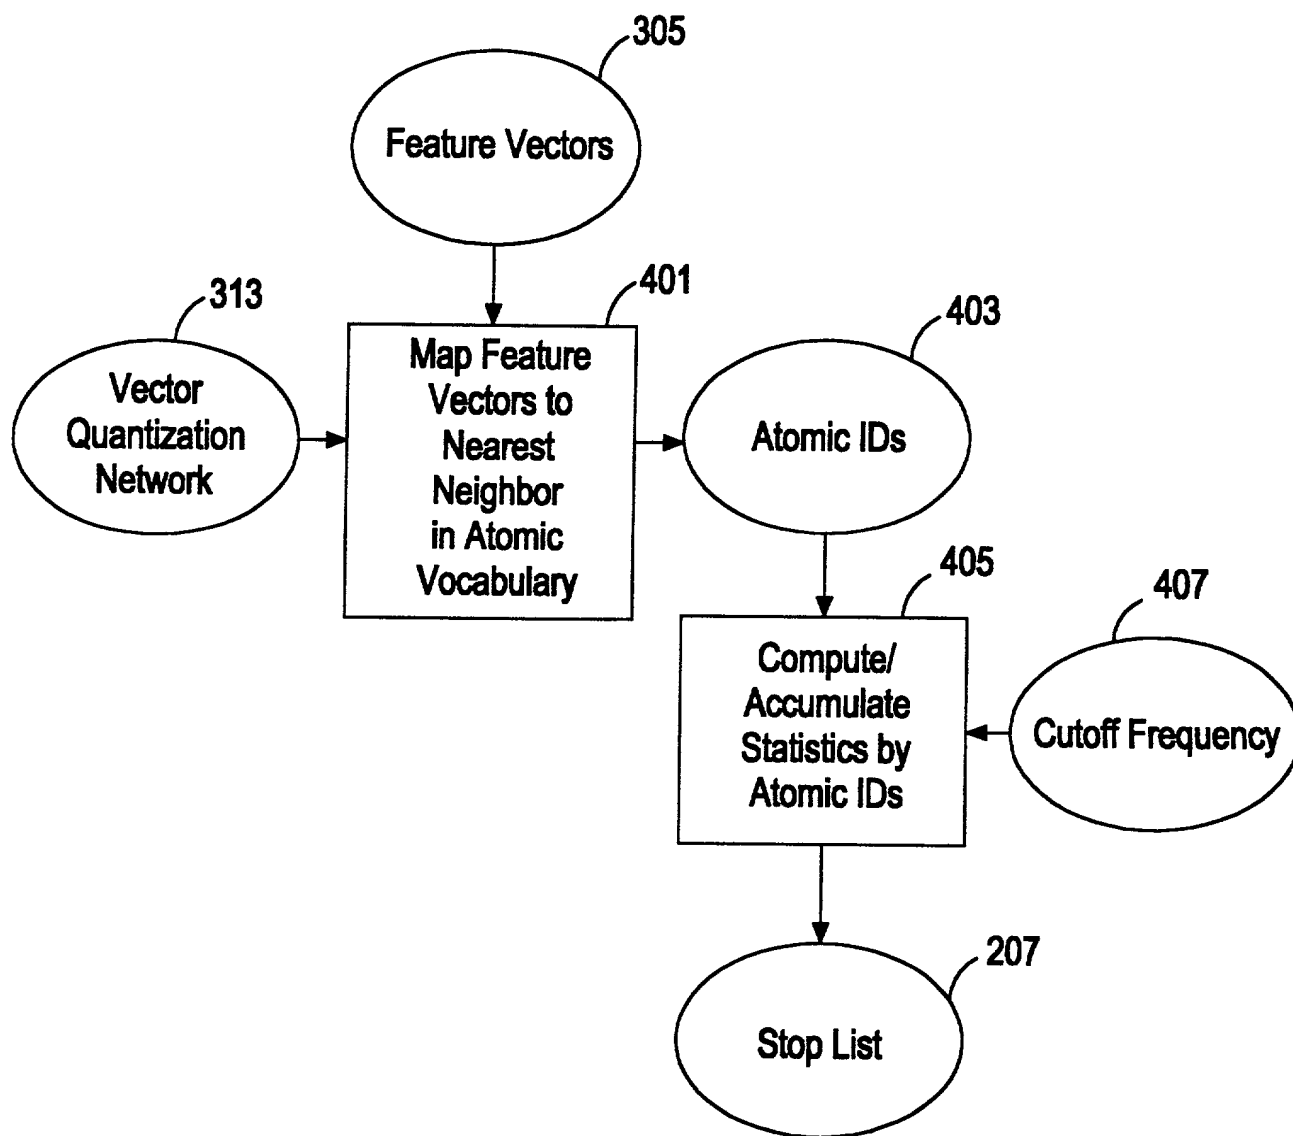 305
Feature Vectors
313
401
403
Vector
Quantization
Network
Map Feature
Vectors to
Nearest
Neighbor
in Atomic
Vocabulary
Atomic IDs
405
407
Compute/
Accumulate
Statistics by
Atomic IDs
Cutoff Frequency
207
Stop List